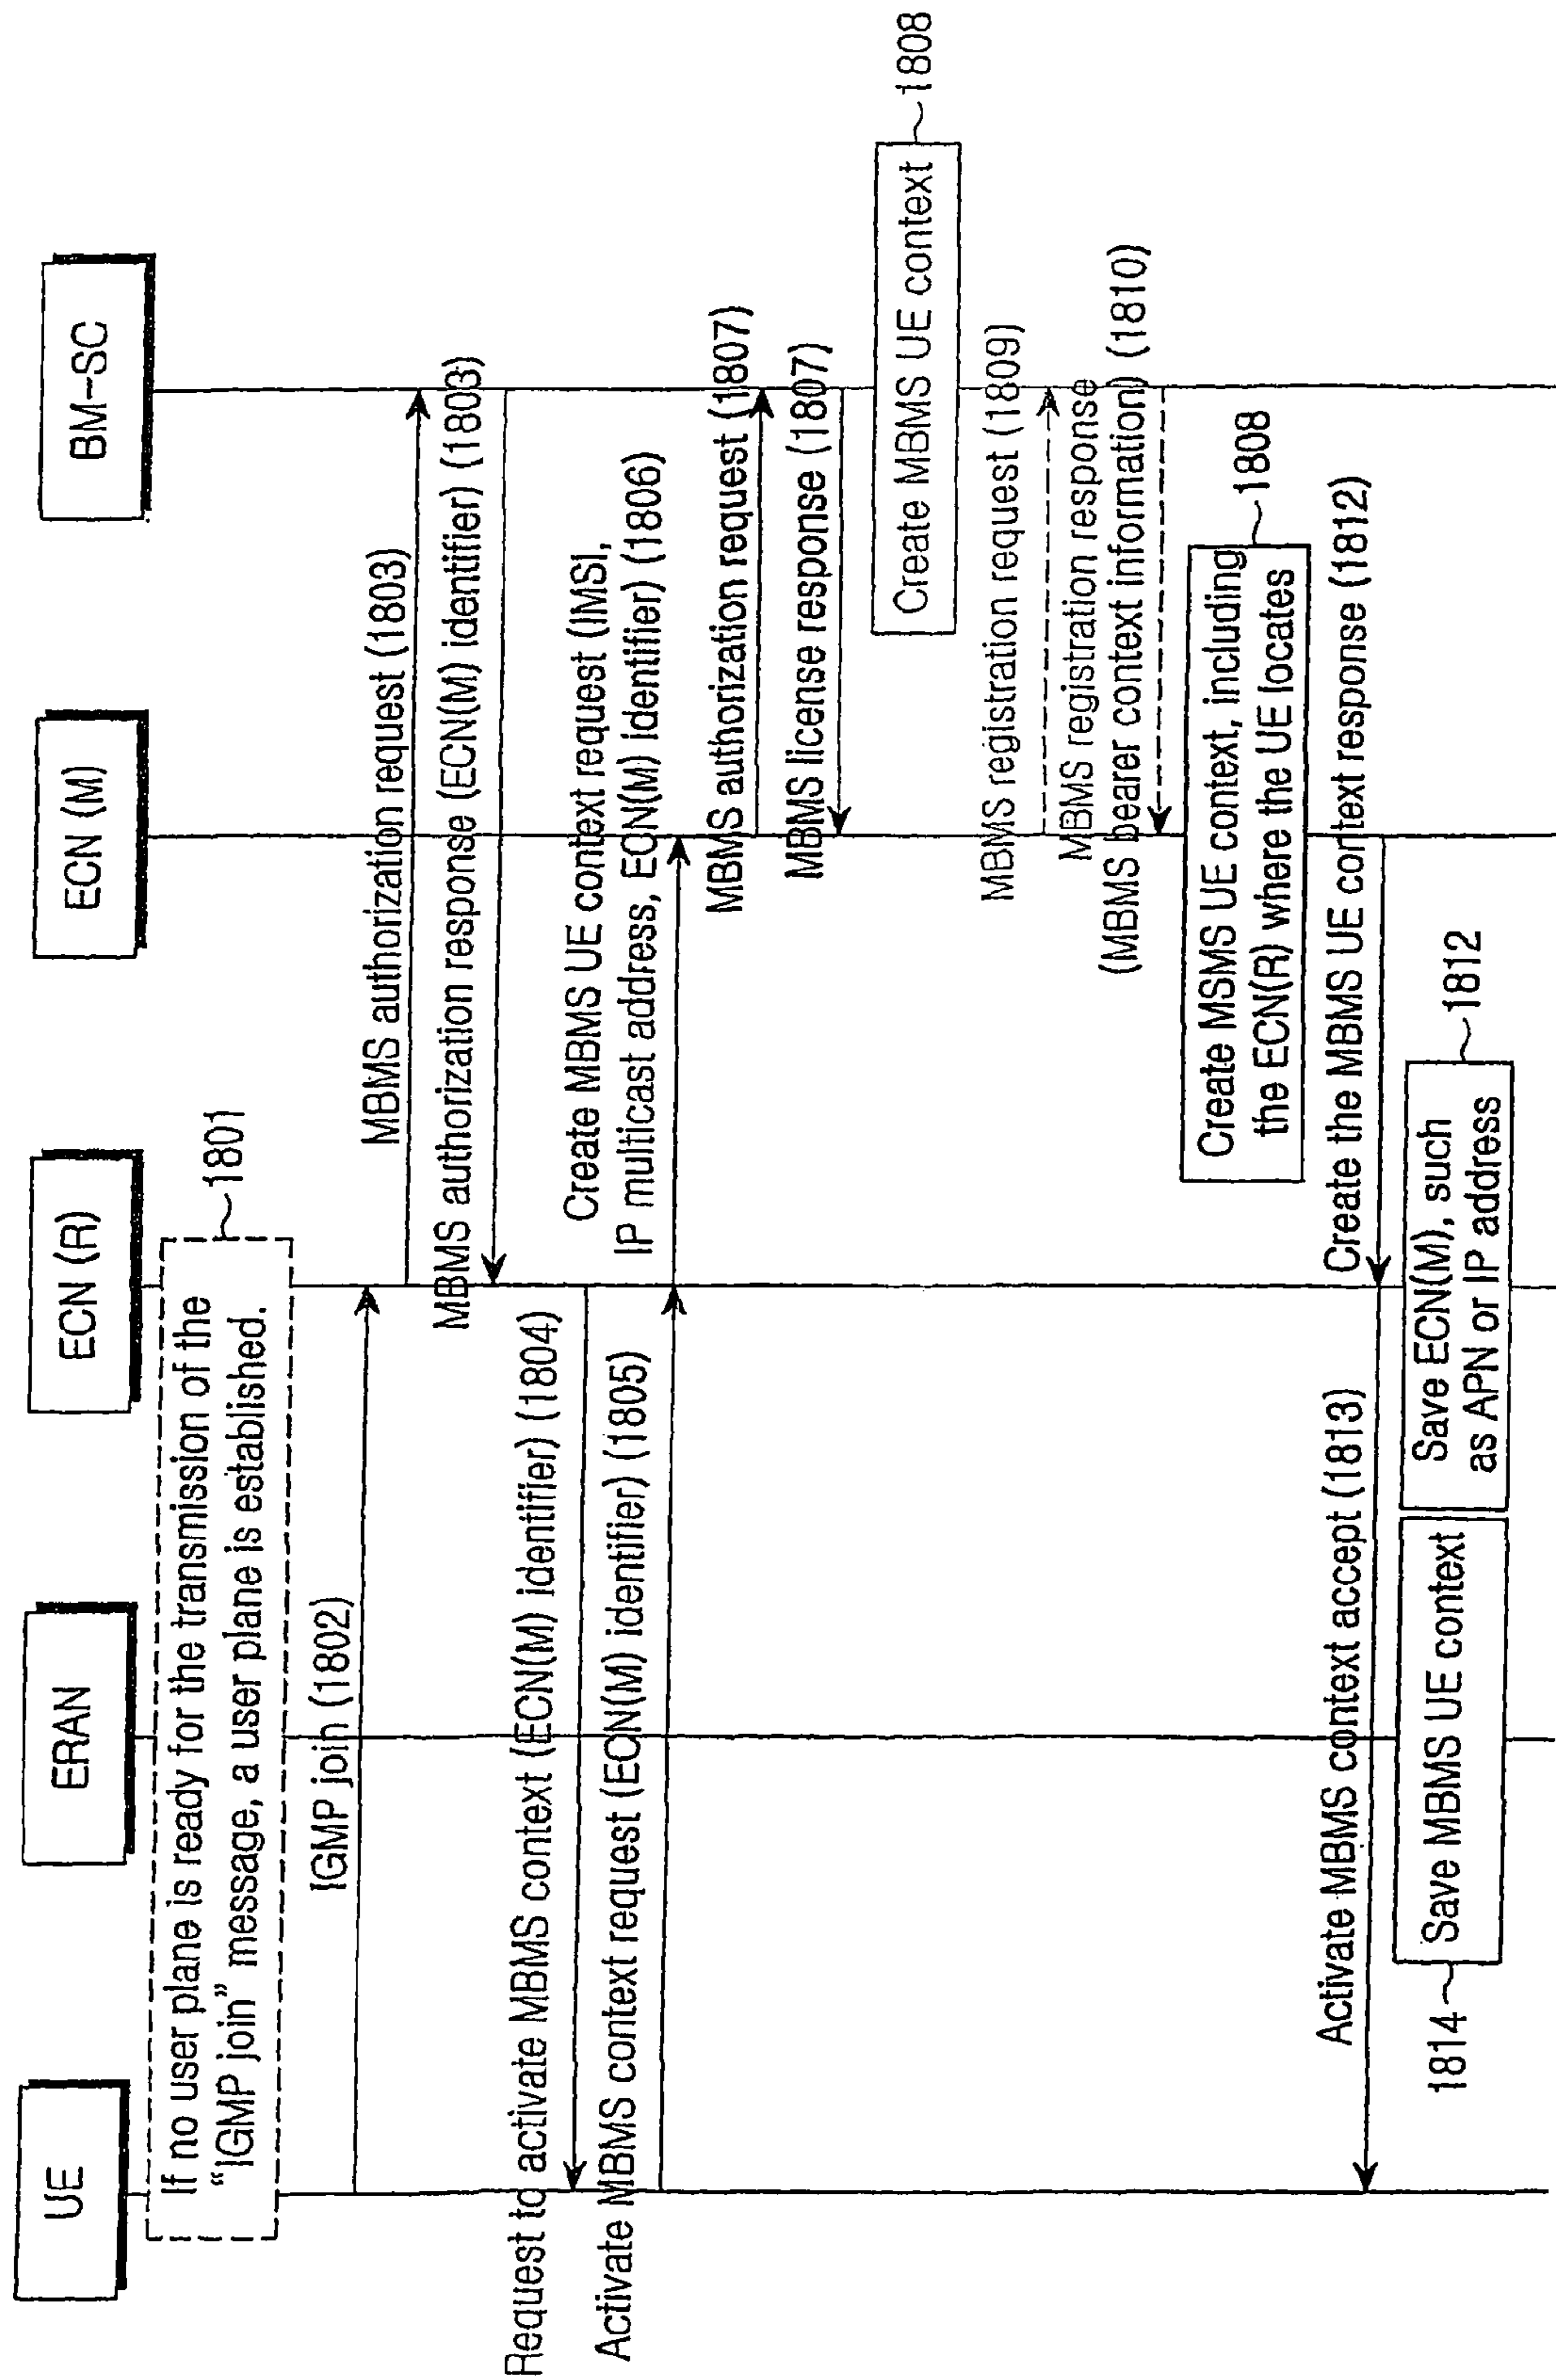 UE
ERAN
ECN (R)
ECN (M)
BM-SC
If no user plane is ready for the transmission of the
“IGMP join” message, a user plane is established.
1801
IGMP join (1802)
MBMS authorization request (1803)
MBMS authorization response (ECN(M) identifier) (1803)
Request to activate MBMS context (ECN(M) identifier) (1804)
Activate MBMS context request (ECN(M) identifier) (1805)
Create MBMS UE context request (IMSI,
IP multicast address, ECN(M) identifier) (1806)
MBMS authorization request (1807)
MBMS license response (1807)
Create MBMS UE context
1808
MBMS registration request (1809)
MBMS registration response
(MBMS bearer context information) (1810)
Create MSMS UE context, including
the ECN(R) where the UE locates
1808
Create the MBMS UE context response (1812)
Activate MBMS context accept (1813)
Save ECN(M), such
as APN or IP address
1812
Save MBMS UE context
1814